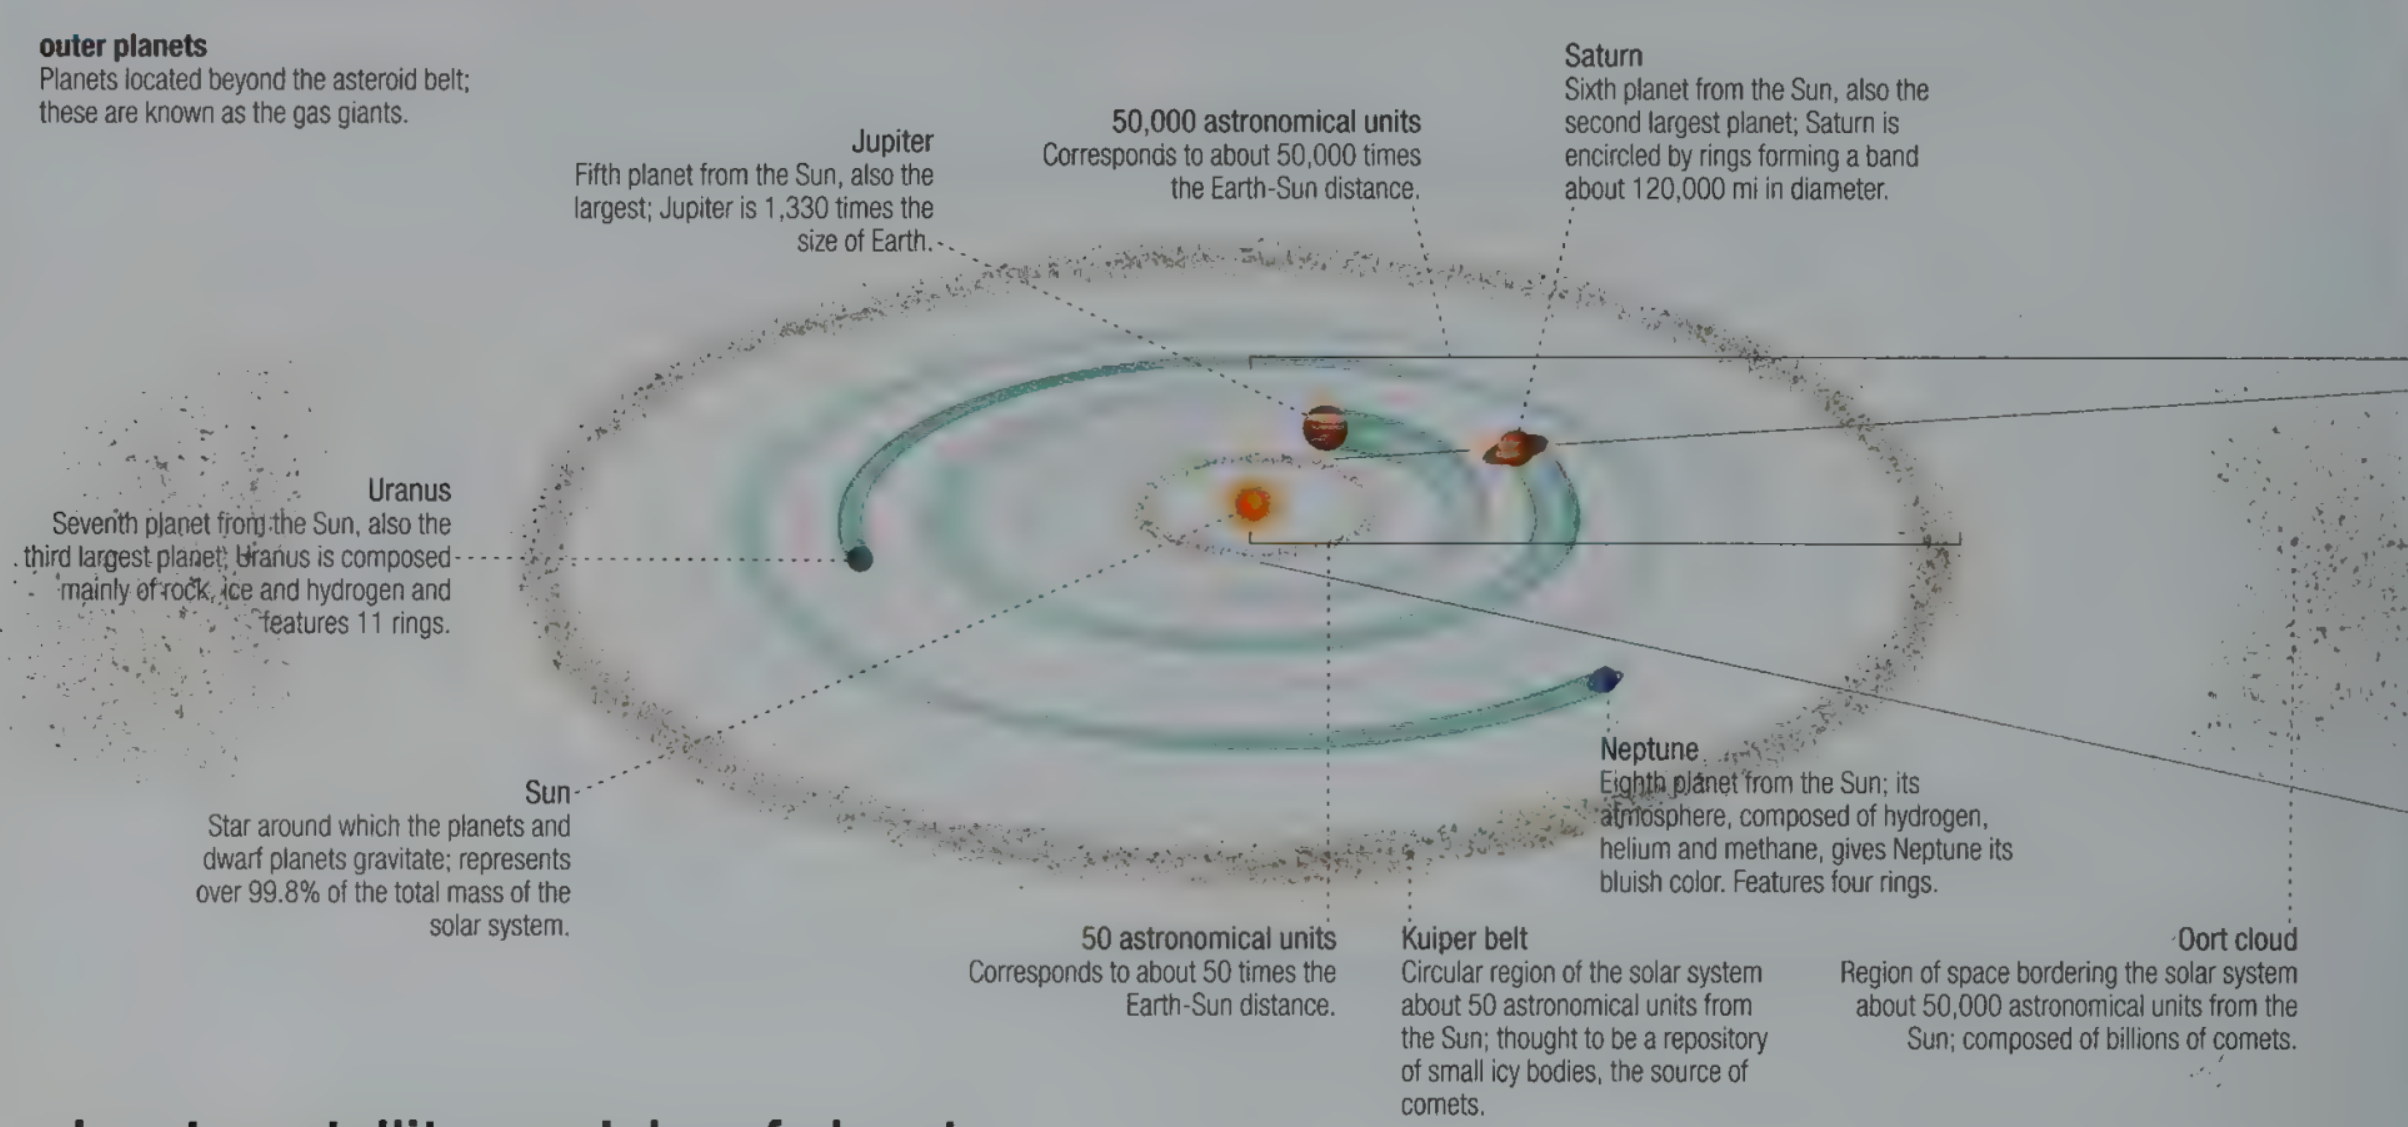 outer planets
Planets located beyond the asteroid belt;
these are known as the gas giants.
Jupiter
Fifth planet from the Sun, also the
largest; Jupiter is 1,330 times the
size of Earth.
50,000 astronomical units
Corresponds to about 50,000 times
the Earth-Sun distance.
Saturn
Sixth planet from the Sun, also the
second largest planet; Saturn is
encircled by rings forming a band
about 120,000 mi in diameter.
Uranus
Seventh planet from the Sun, also the
third largest planet; Uranus is composed
mainly of rock, ice and hydrogen and
features 11 rings.
Sun
Star around which the planets and
dwarf planets gravitate; represents
over 99.8% of the total mass of the
solar system.
Neptune
Eighth planet from the Sun; its
atmosphere, composed of hydrogen,
helium and methane, gives Neptune its
bluish color. Features four rings.
50 astronomical units
Corresponds to about 50 times the
Earth-Sun distance.
Kuiper belt
Circular region of the solar system
about 50 astronomical units from
the Sun; thought to be a repository
of small icy bodies, the source of
comets.
Oort cloud
Region of space bordering the solar system
about 50,000 astronomical units from the
Sun; composed of billions of comets.